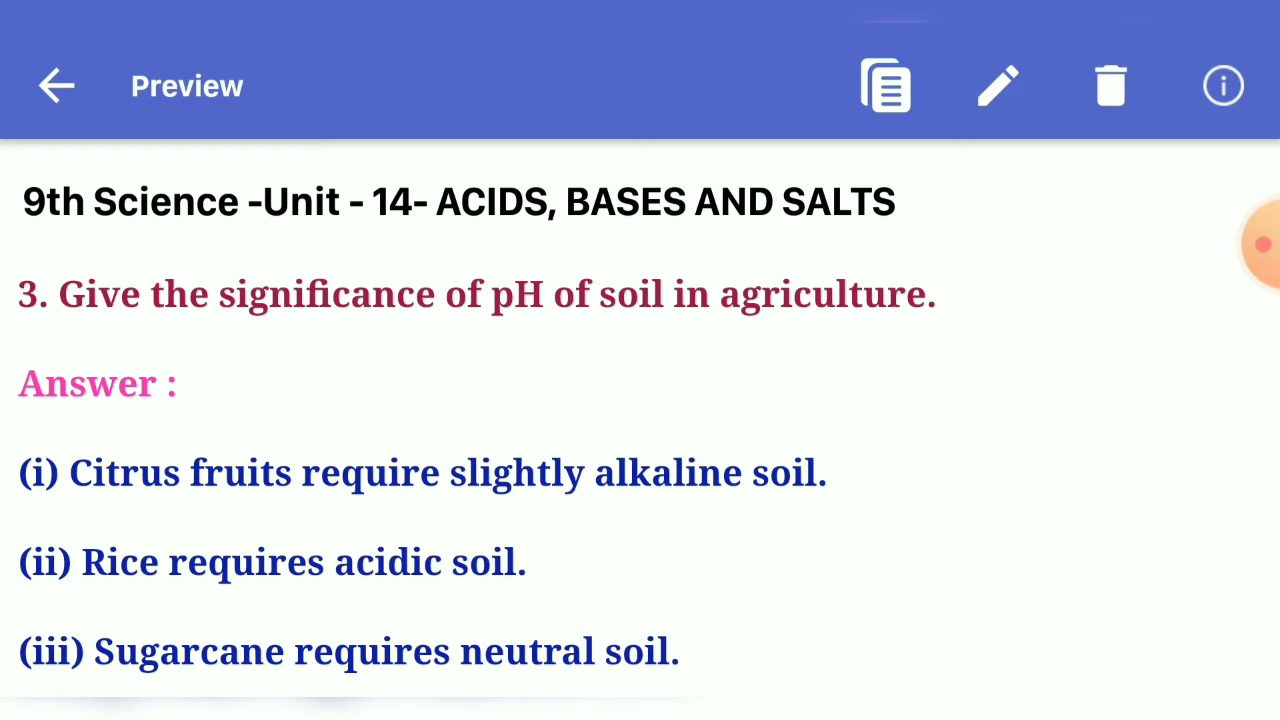 Preview
9th Science -Unit - 14- ACIDS, BASES AND SALTS
3. Give the significance of pH of soil in agriculture.
Answer :
(i) Citrus fruits require slightly alkaline soil.
(ii) Rice requires acidic soil.
(iii) Sugarcane requires neutral soil.